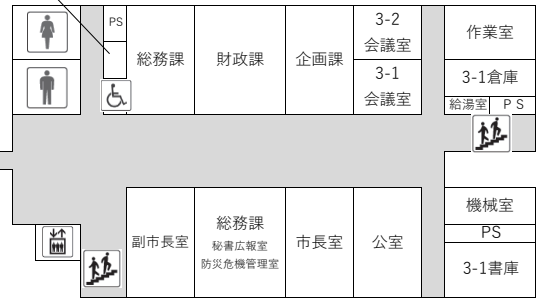 PS
総務課
財政課
企画課
3-2
会議室
3-1
会議室
作業室
3-1倉庫
給湯室
PS
副市長室
総務課
秘書広報室
防災危機管理室
市長室
公室
機械室
PS
3-1書庫